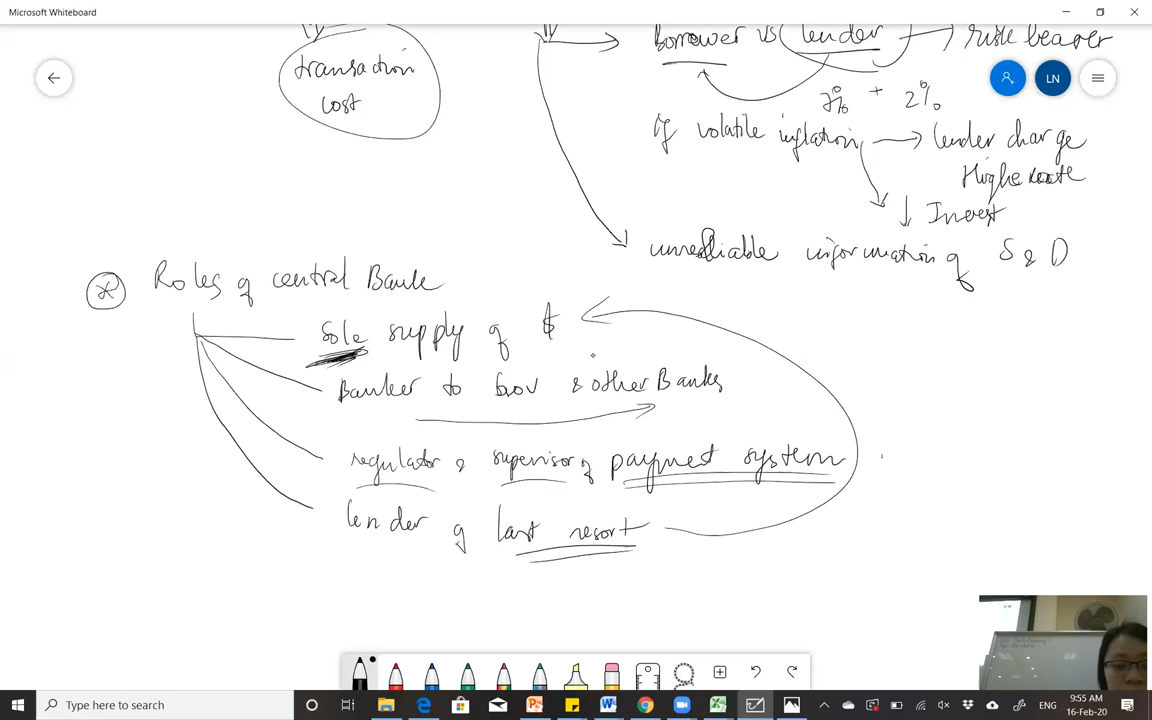 Microsoft Whiteboard
Borrower vs lender → risk bearer
transaction
cost
LN
7% + 2%
If volatile inflation → lender charge
Higher rate
↓ Invest
unreliable information of S & D
Roles of central Bank
Sole supply of $
Banker to Gov & other Banks
regulator & supervisor of payment system
lender of last resort
Type here to search
ENG
9:55 AM
16-Feb-20